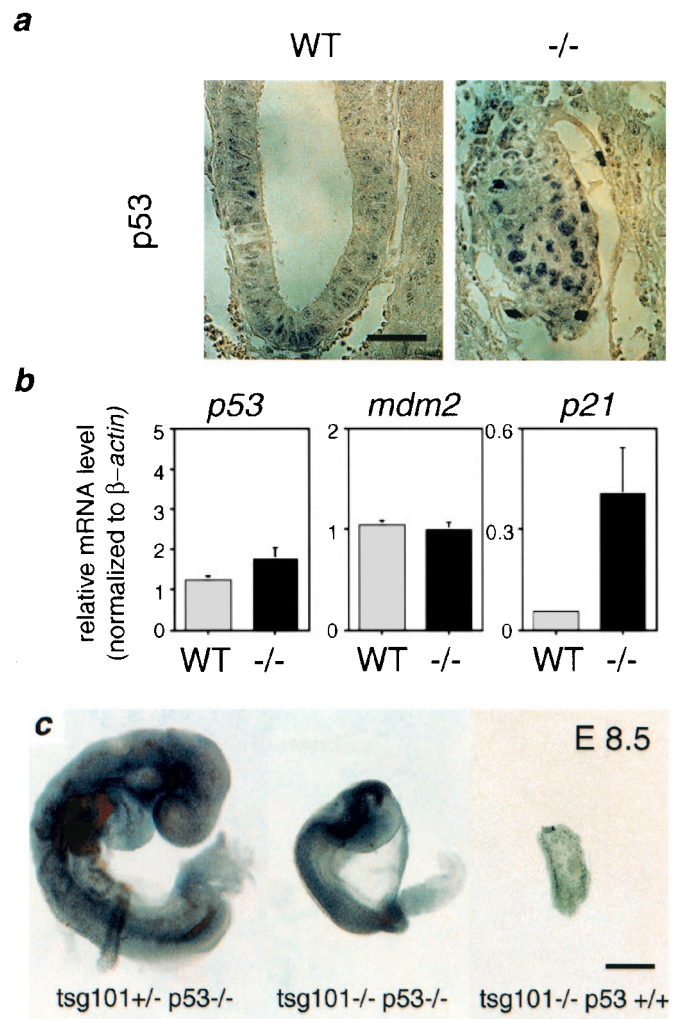 a
WT -/-
p53
b
p53 mdm2 p21
relative mRNA level
(normalized to β–actin)
5 2 0.6
4
3
2 1 0.3
1
0 0 0
WT -/- WT -/- WT -/-
c
E 8.5
tsg101+/- p53-/- tsg101-/- p53-/- tsg101-/- p53 +/+